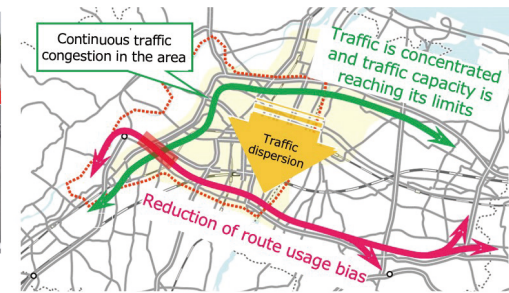 Continuous traffic
congestion in the area
Traffic is concentrated
and traffic capacity is
reaching its limits
Traffic
dispersion
Reduction of route usage bias